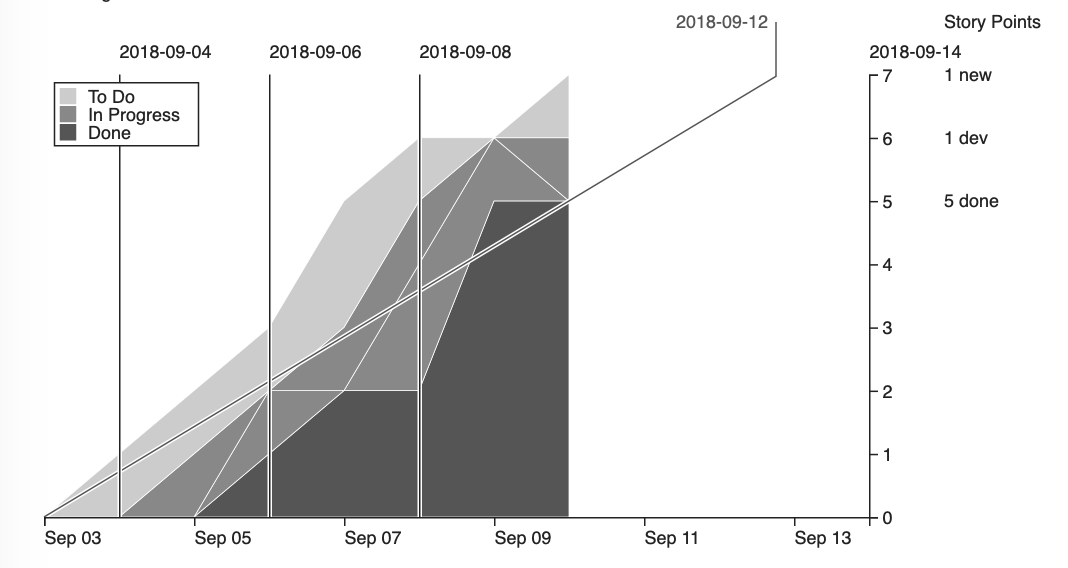 2018-09-12
Story Points
2018-09-04
2018-09-06
2018-09-08
2018-09-14
7
1 new
To Do
In Progress
Done
6
1 dev
5
5 done
4
3
2
1
0
Sep 03
Sep 05
Sep 07
Sep 09
Sep 11
Sep 13